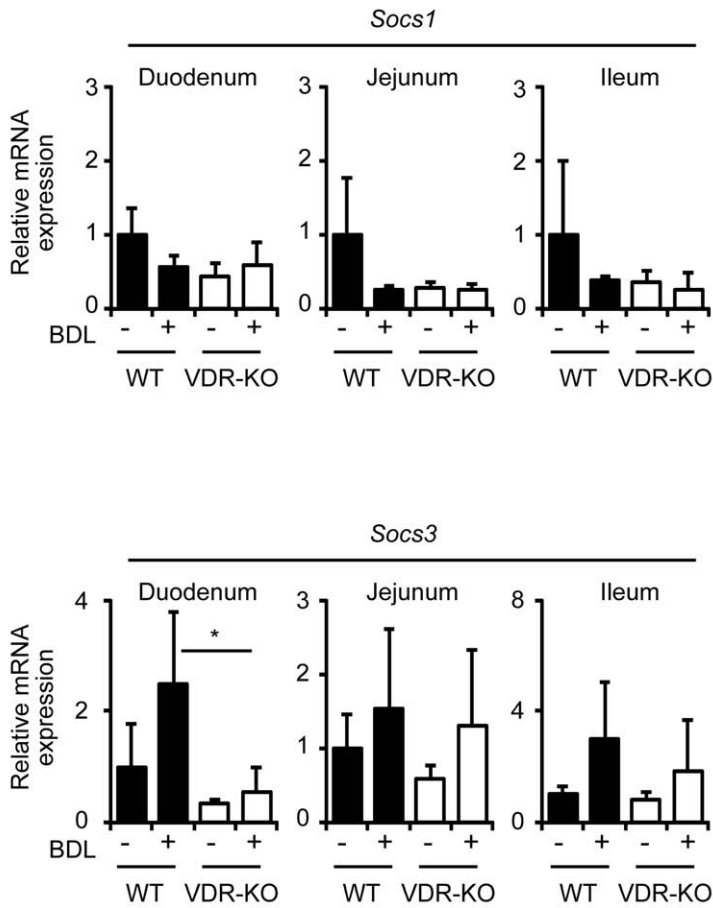 Socs1
Duodenum Jejunum Ileum
Relative mRNA
expression
3 3 3
2 2 2
1 1 1
0 0 0
BDL - + - + - + - + - + - +
WT VDR-KO WT VDR-KO WT VDR-KO
Socs3
Duodenum Jejunum Ileum
Relative mRNA
expression
4 3 8
*
2 2 4
1
0 0 0
BDL - + - + - + - + - + - +
WT VDR-KO WT VDR-KO WT VDR-KO